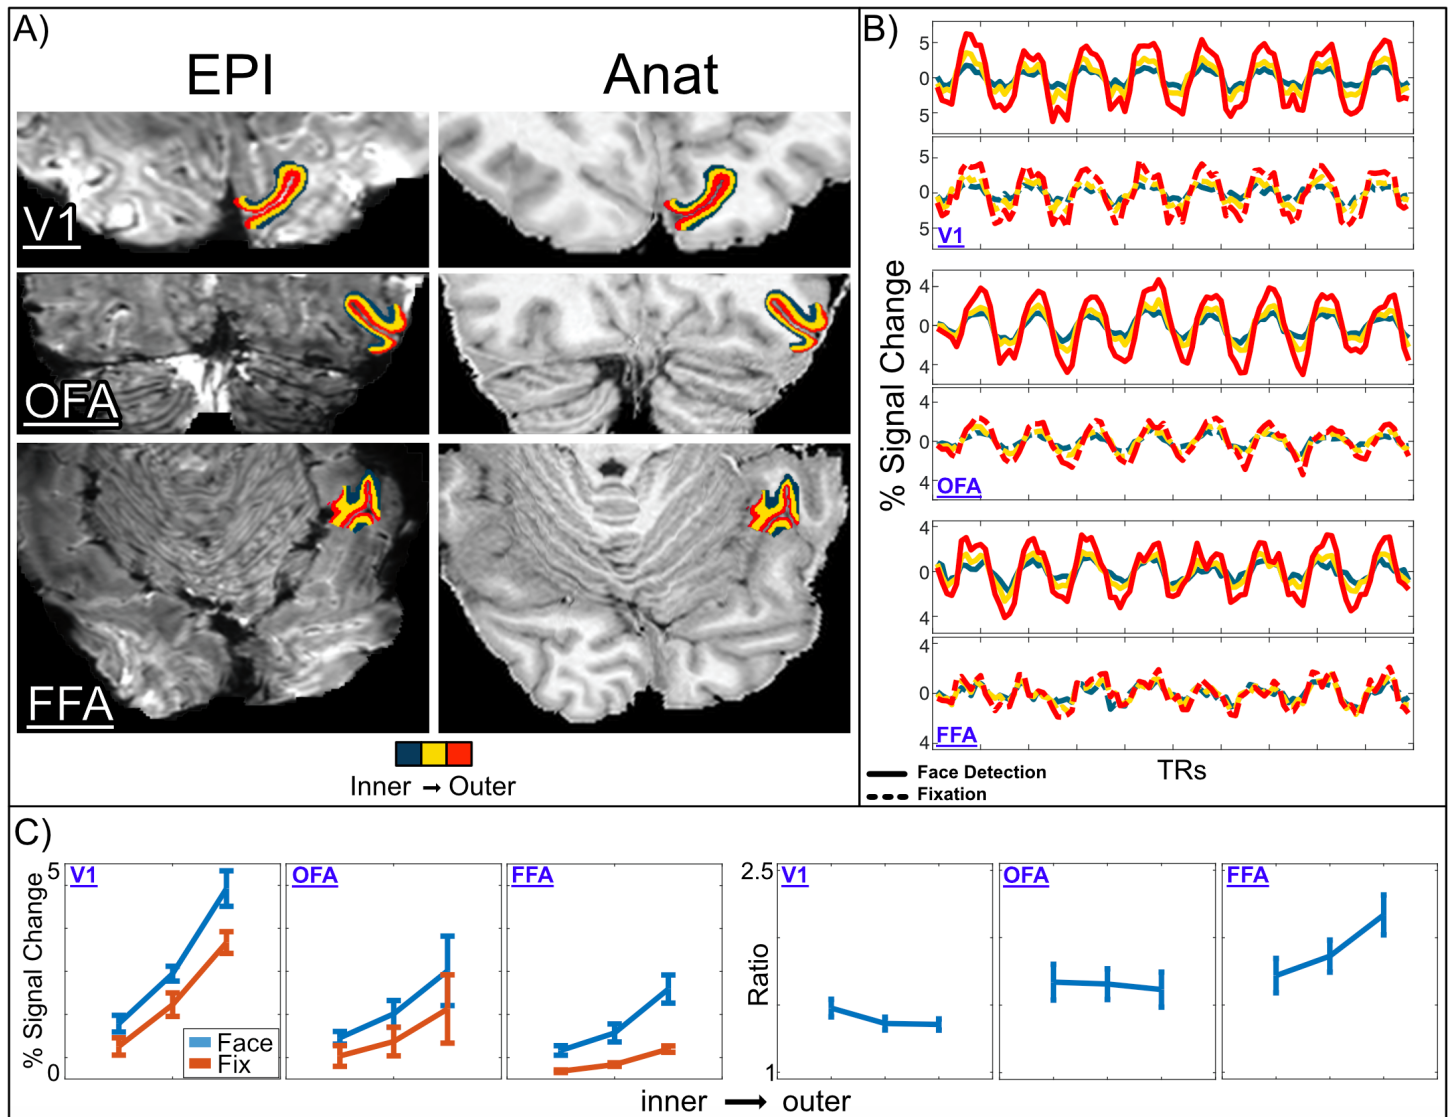 A)
EPI
Anat
V1
OFA
FFA
Inner → Outer
B)
% Signal Change
5
0
5
5
0
5
V1
4
0
4
4
0
4
OFA
4
0
4
4
0
4
FFA
TRs
Face Detection
Fixation
C)
% Signal Change
5
0
V1
OFA
FFA
Face
Fix
Ratio
2.5
1
V1
OFA
FFA
inner → outer